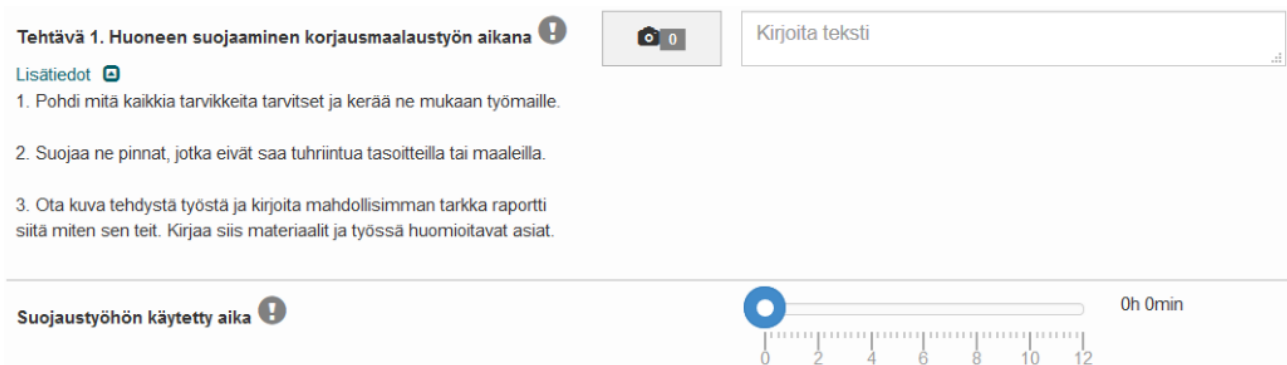 Tehtävä 1. Huoneen suojaaminen korjausmaalaustyön aikana
0
Kirjoita teksti
Lisätiedot
1. Pohdi mitä kaikkia tarvikkeita tarvitset ja kerää ne mukaan työmaille.
2. Suojaa ne pinnat, jotka eivät saa tuhriintua tasoitteilla tai maaleilla.
3. Ota kuva tehdystä työstä ja kirjoita mahdollisimman tarkka raportti
siitä miten sen teit. Kirjaa siis materiaalit ja työssä huomioitavat asiat.
Suojaustyöhön käytetty aika
0h 0min
0 2 4 6 8 10 12